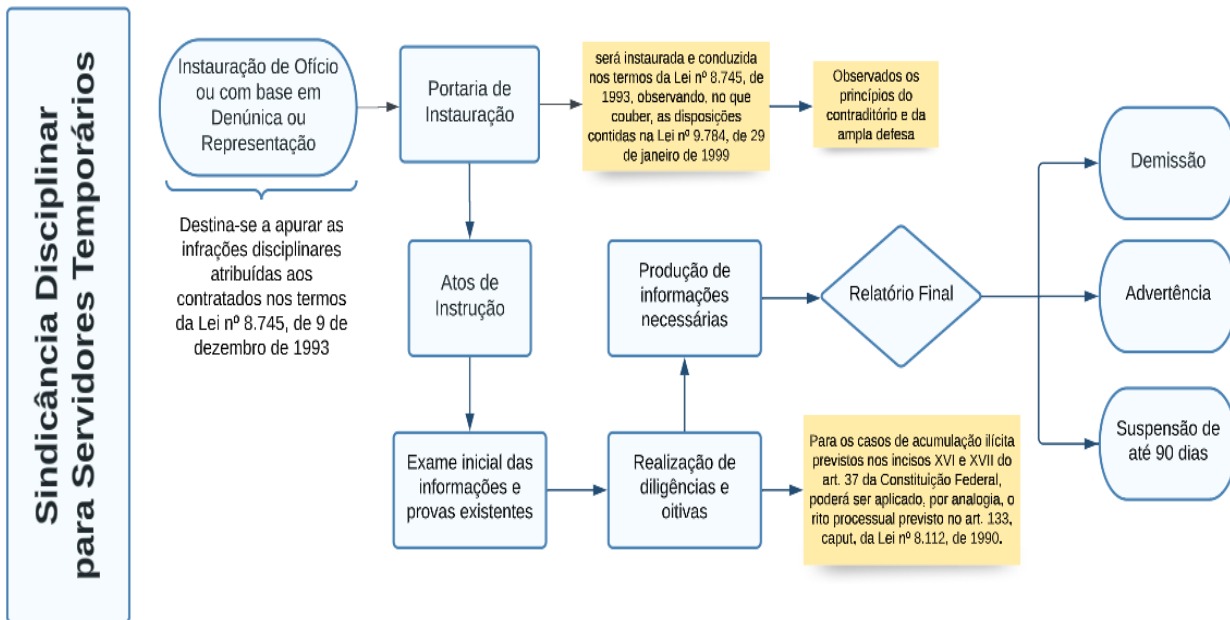 Sindicância Disciplinar
para Servidores Temporários
Instauração de Ofício
ou com base em
Denúnica ou
Representação
Destina-se a apurar as
infrações disciplinares
atribuídas aos
contratados nos termos
da Lei nº 8.745, de 9 de
dezembro de 1993
Portaria de
Instauração
será instaurada e conduzida
nos termos da Lei nº 8.745, de
1993, observando, no que
couber, as disposições
contidas na Lei nº 9.784, de 29
de janeiro de 1999
Observados os
princípios do
contraditório e da
ampla defesa
Atos de
Instrução
Exame inicial das
informações e
provas existentes
Realização de
diligências e
oitivas
Para os casos de acumulação ilícita
previstos nos incisos XVI e XVII do
art. 37 da Constituição Federal,
poderá ser aplicado, por analogia, o
rito processual previsto no art. 133,
caput, da Lei nº 8.112, de 1990.
Produção de
informações
necessárias
Relatório Final
Demissão
Advertência
Suspensão de
até 90 dias